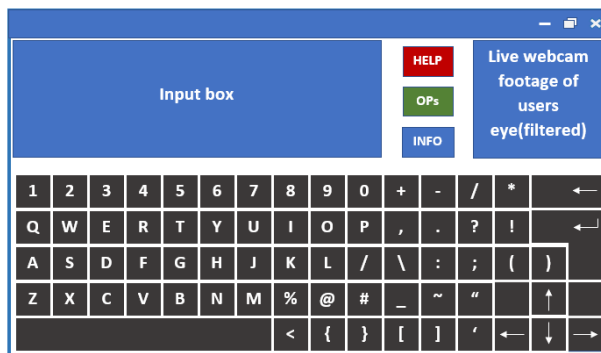 Input box
HELP
OPs
INFO
Live webcam
footage of
users
eye(filtered)
1 2 3 4 5 6 7 8 9 0 + - / * ←
Q W E R T Y U I O P , . ? ! ↵
A S D F G H J K L / \ : ; ( )
Z X C V B N M % @ # _ ~ “ ↑
< { } [ ] ‘ ← ↓ →